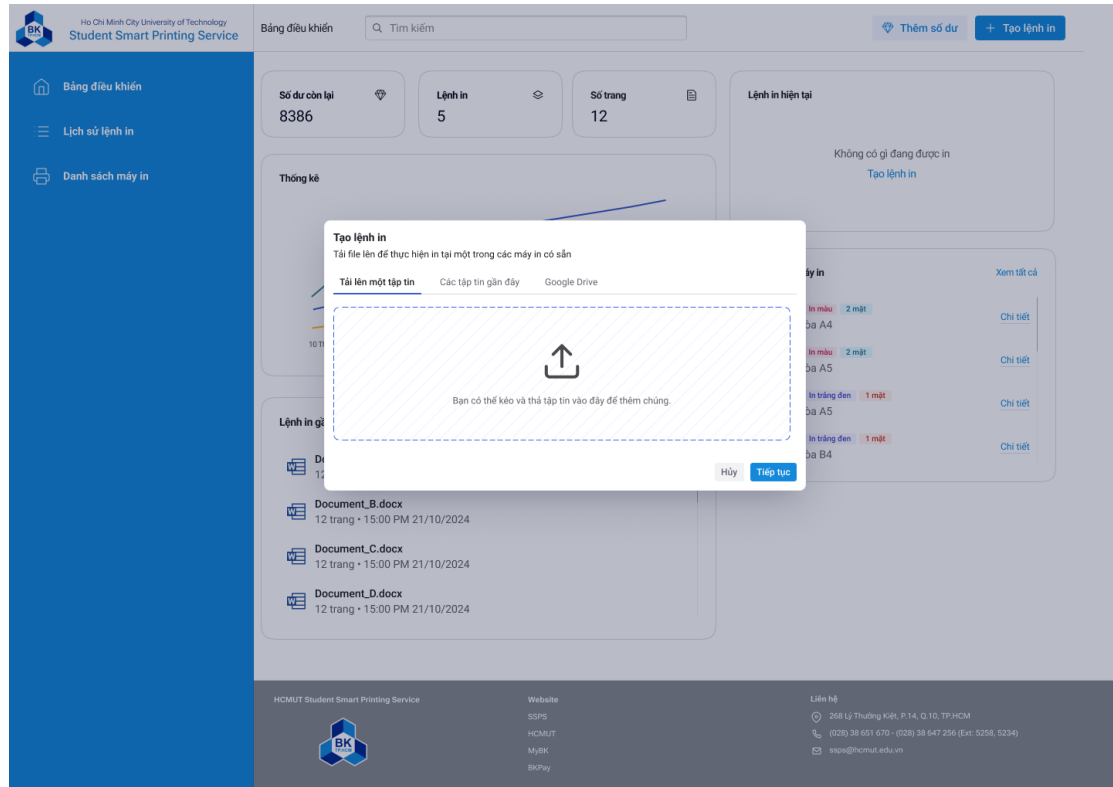 Ho Chi Minh City University of Technology
Student Smart Printing Service
Bảng điều khiển
Tìm kiếm
Thêm số dư
+ Tạo lệnh in
Bảng điều khiển
Lịch sử lệnh in
Danh sách máy in
Số dư còn lại
8386
Lệnh in
5
Số trang
12
Lệnh in hiện tại
Không có gì đang được in
Tạo lệnh in
Thống kê
Tạo lệnh in
Tải file lên để thực hiện in tại một trong các máy in có sẵn
Tải lên một tập tin
Các tập tin gần đây
Google Drive
Bạn có thể kéo và thả tập tin vào đây để thêm chúng.
Hủy
Tiếp tục
10
Xem tất cả
In màu 2 mặt
A4
Chi tiết
In màu 2 mặt
A5
Chi tiết
In trắng đen 1 mặt
A5
Chi tiết
In trắng đen 1 mặt
B4
Chi tiết
Lệnh in
Document_B.docx
12 trang • 15:00 PM 21/10/2024
Document_C.docx
12 trang • 15:00 PM 21/10/2024
Document_D.docx
12 trang • 15:00 PM 21/10/2024
HCMUT Student Smart Printing Service
BK
TP.HCM
Website
SSPS
HCMUT
MyBK
BKPay
Liên hệ
268 Lý Thường Kiệt, P.14, Q.10, TP.HCM
(028) 38 651 670 - (028) 38 647 256 (Ext: 5258, 5234)
ssps@hcmut.edu.vn